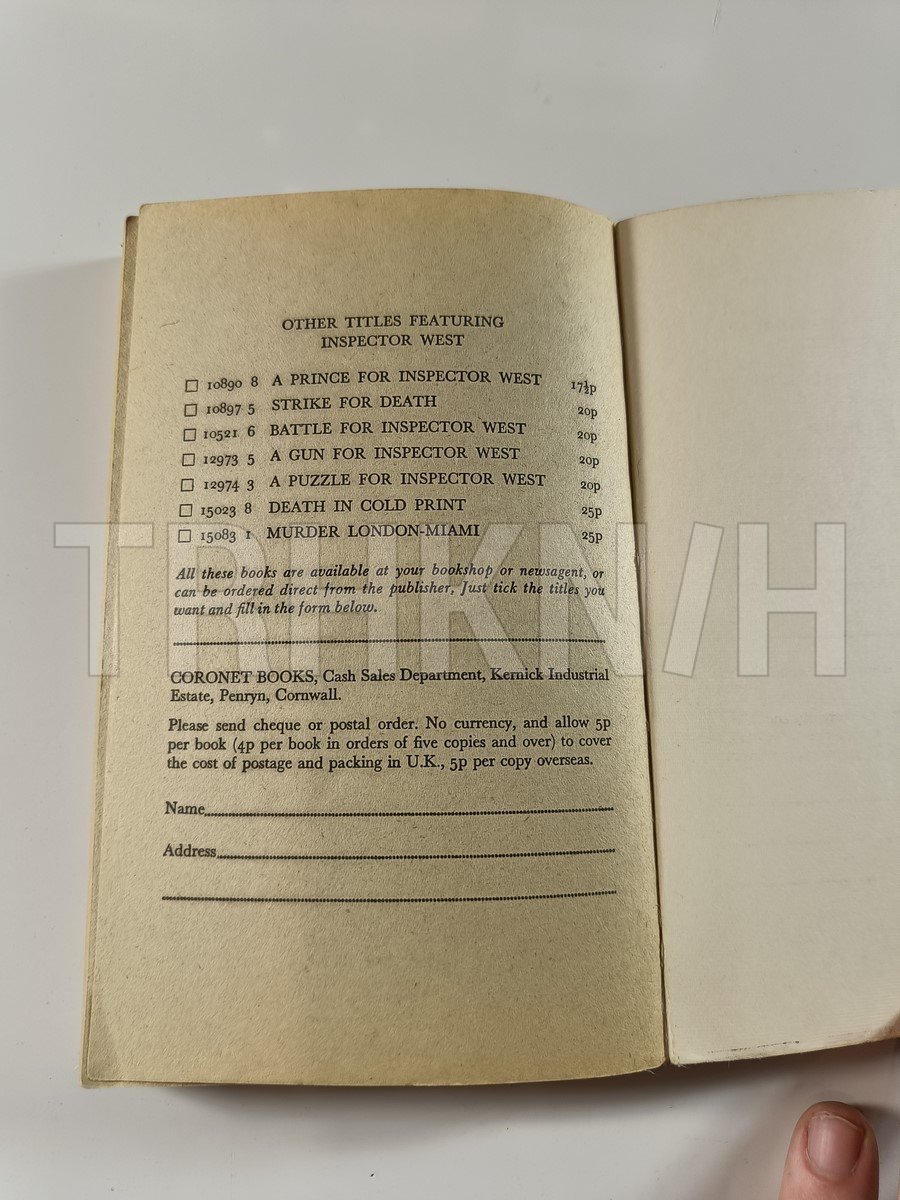 OTHER TITLES FEATURING
INSPECTOR WEST
☐ 10890 8 A PRINCE FOR INSPECTOR WEST 17½p
☐ 10897 5 STRIKE FOR DEATH 20p
☐ 10521 6 BATTLE FOR INSPECTOR WEST 20p
☐ 12973 5 A GUN FOR INSPECTOR WEST 20p
☐ 12974 3 A PUZZLE FOR INSPECTOR WEST 20p
☐ 15023 8 DEATH IN COLD PRINT 25p
☐ 15083 1 MURDER LONDON-MIAMI 25p
All these books are available at your bookshop or newsagent, or
can be ordered direct from the publisher, Just tick the titles you
want and fill in the form below.
CORONET BOOKS, Cash Sales Department, Kernick Industrial
Estate, Penryn, Cornwall.
Please send cheque or postal order. No currency, and allow 5p
per book (4p per book in orders of five copies and over) to cover
the cost of postage and packing in U.K., 5p per copy overseas.
Name
Address
TRHKN/H